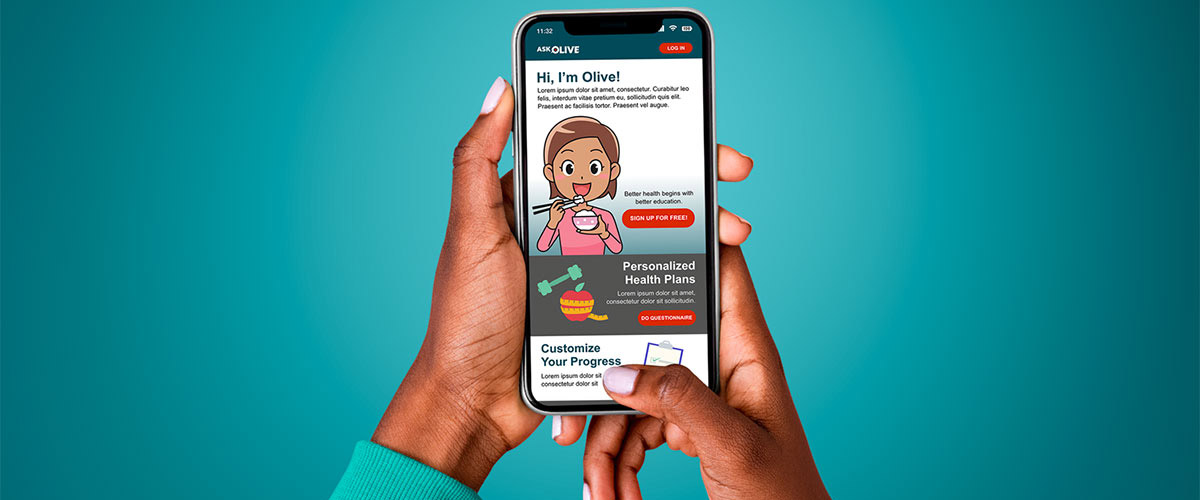 11:32
ASK OLIVE
LOG IN
Hi, I'm Olive!
Lorem ipsum dolor sit amet, consectetur. Curabitur leo
felis, interdum vitae pretium eu, sollicitudin quis elit.
Praesent ac facilisis tortor. Praesent vel augue.
Better health begins with
better education.
SIGN UP FOR FREE!
Personalized
Health Plans
Lorem ipsum dolor sit amet,
consectetur dolor sit sollicitudin.
DO QUESTIONNAIRE
Customize
Your Progress
Lorem ipsum dolor sit
consectetur dolor sit